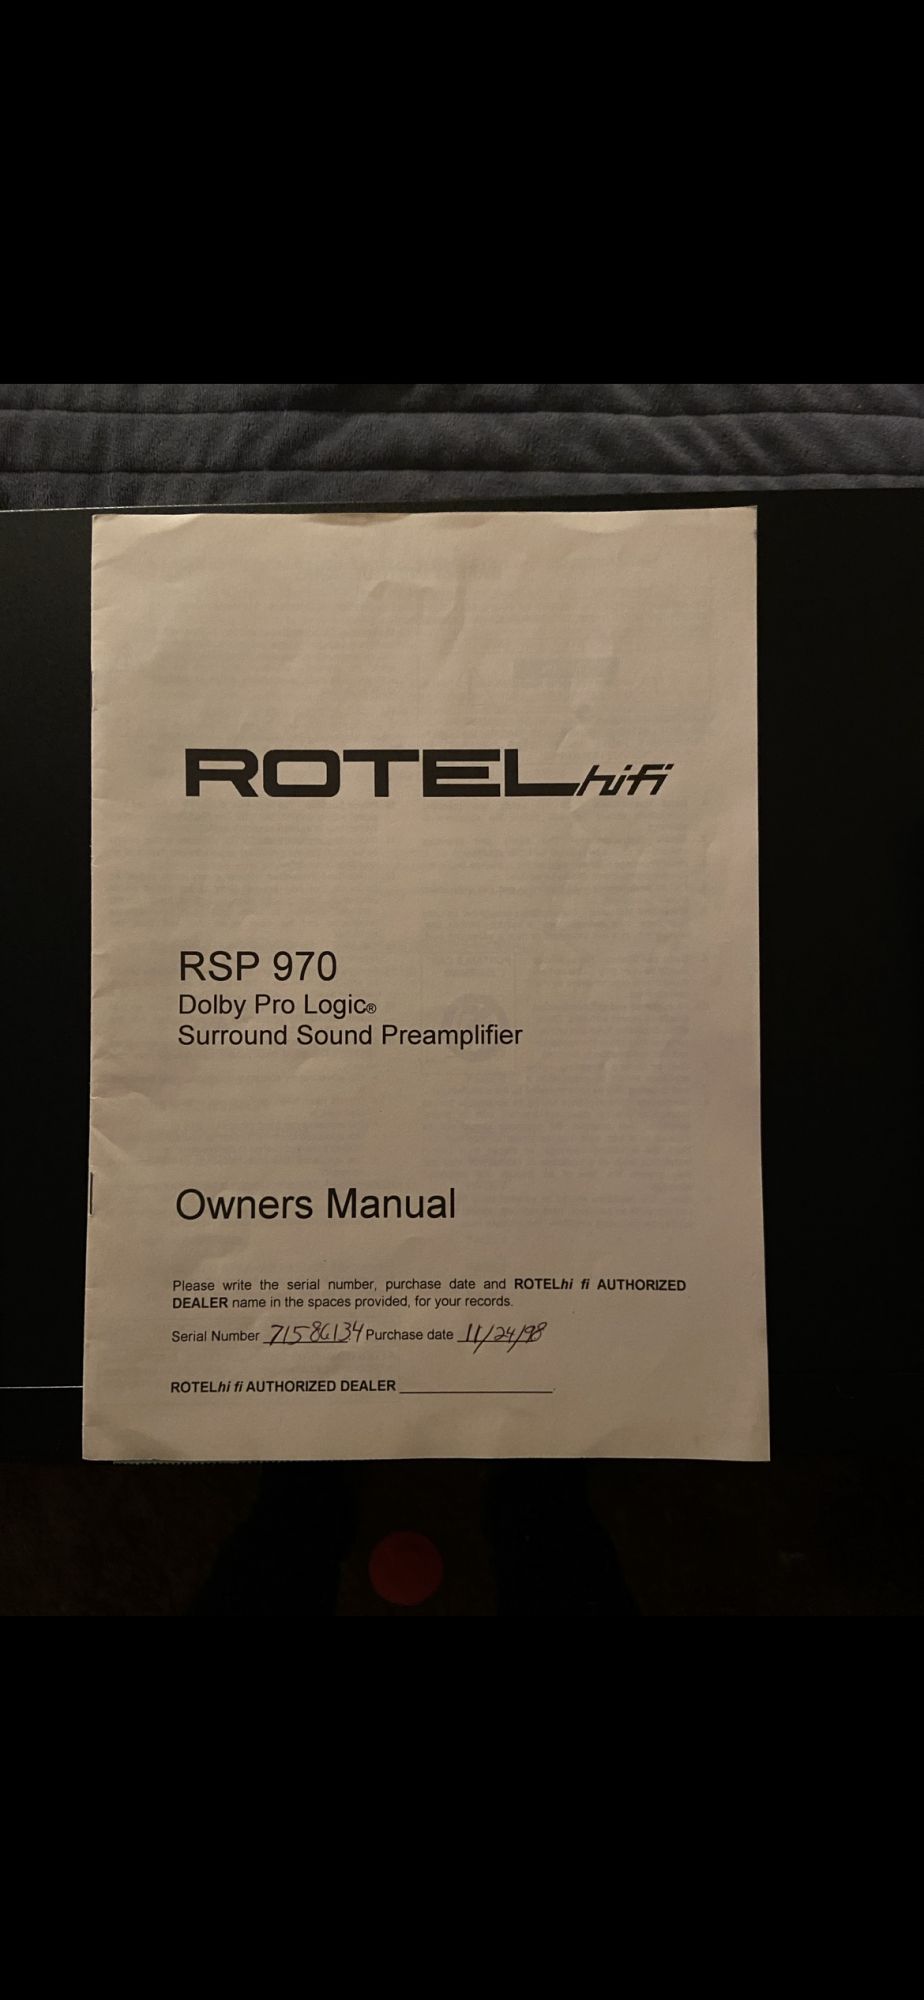 ROTEL hifi
RSP 970
Dolby Pro Logic®
Surround Sound Preamplifier
Owners Manual
Please write the serial number, purchase date and ROTELhi fi AUTHORIZED
DEALER name in the spaces provided, for your records.
Serial Number 71586134 Purchase date 11/24/98
ROTELhi fi AUTHORIZED DEALER